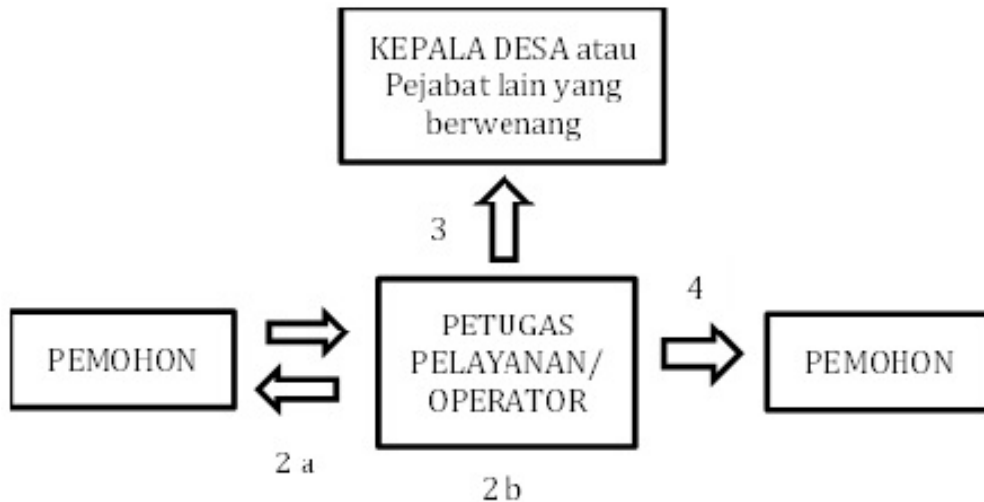 KEPALA DESA atau
Pejabat lain yang
berwenang
3
4
PEMOHON
PETUGAS
PELAYANAN/
OPERATOR
PEMOHON
2 a
2 b